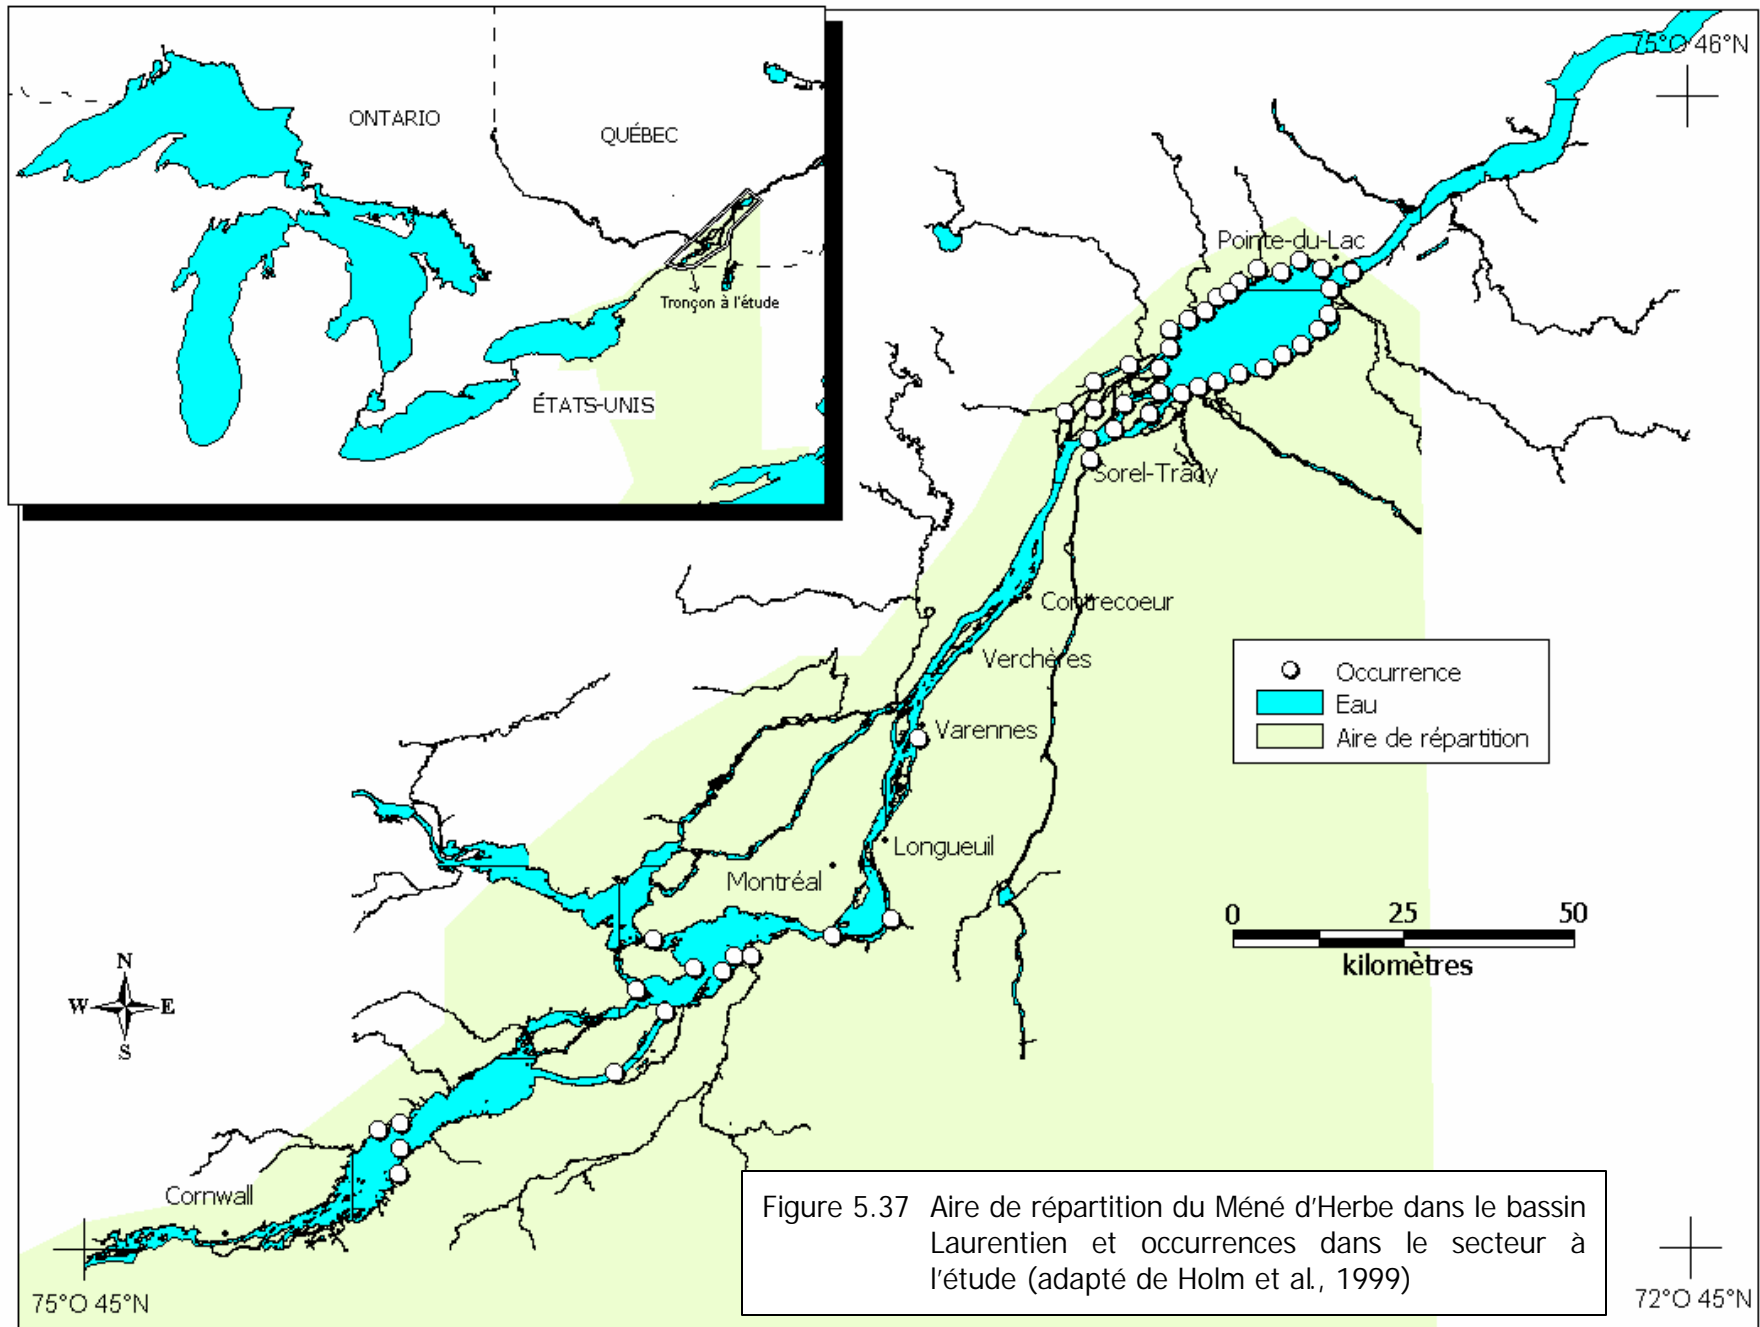 ONTARIO
QUÉBEC
Tronçon à l'étude
ÉTATS-UNIS
75°O 46°N
Pointe-du-Lac
Sorel-Tracy
Contrecoeur
Verchères
Varennes
Longueuil
Montréal
Cornwall
Occurrence
Eau
Aire de répartition
0 25 50
kilomètres
N
W E
S
Figure 5.37 Aire de répartition du Méné d'Herbe dans le bassin
Laurentien et occurrences dans le secteur à
l'étude (adapté de Holm et al., 1999)
75°O 45°N
72°O 45°N